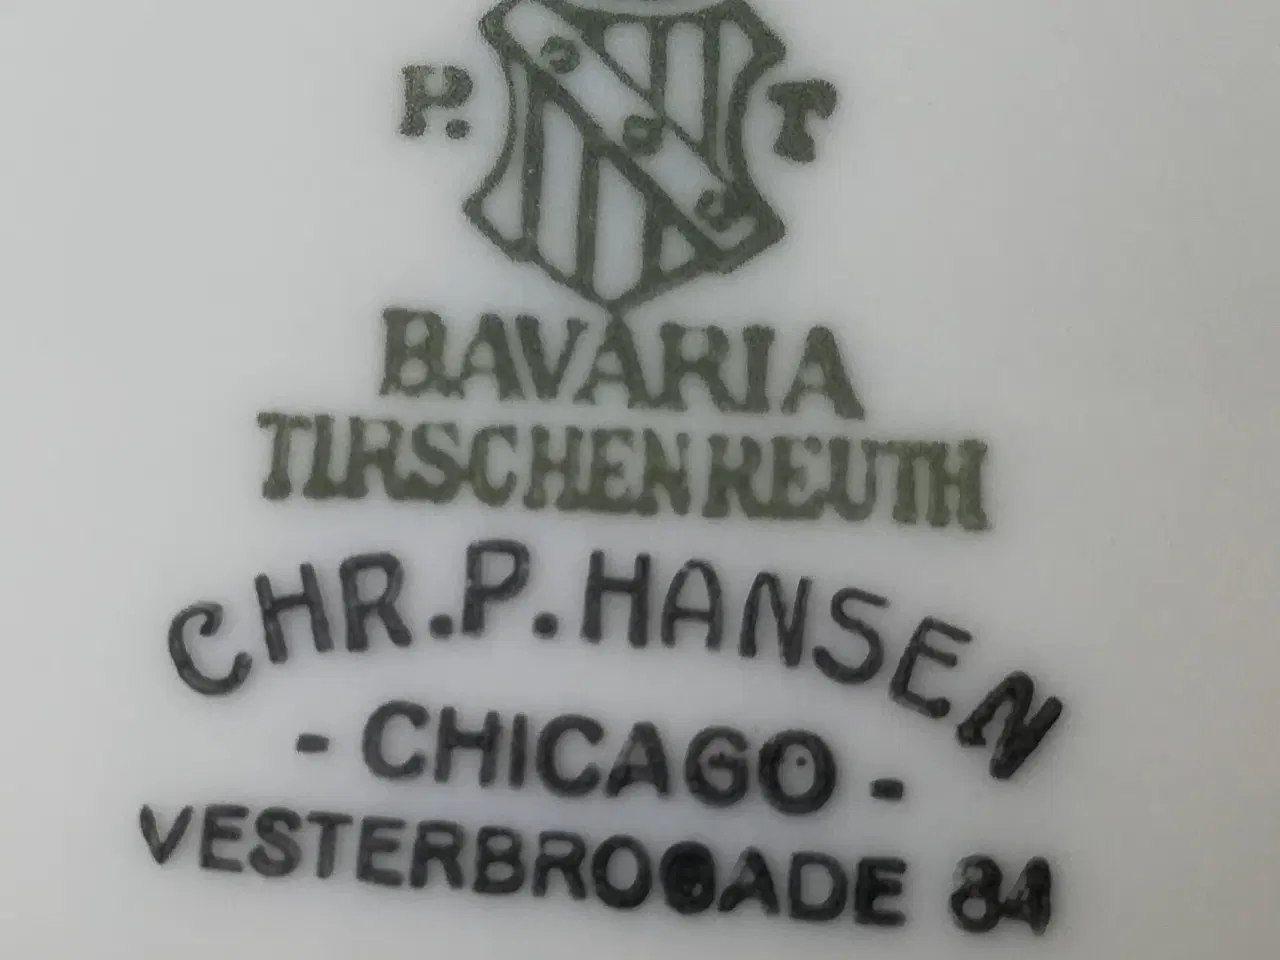 P. T
BAVARIA
TIRSCHENREUTH
CHR.P.HANSEN
- CHICAGO -
VESTERBROGADE 84